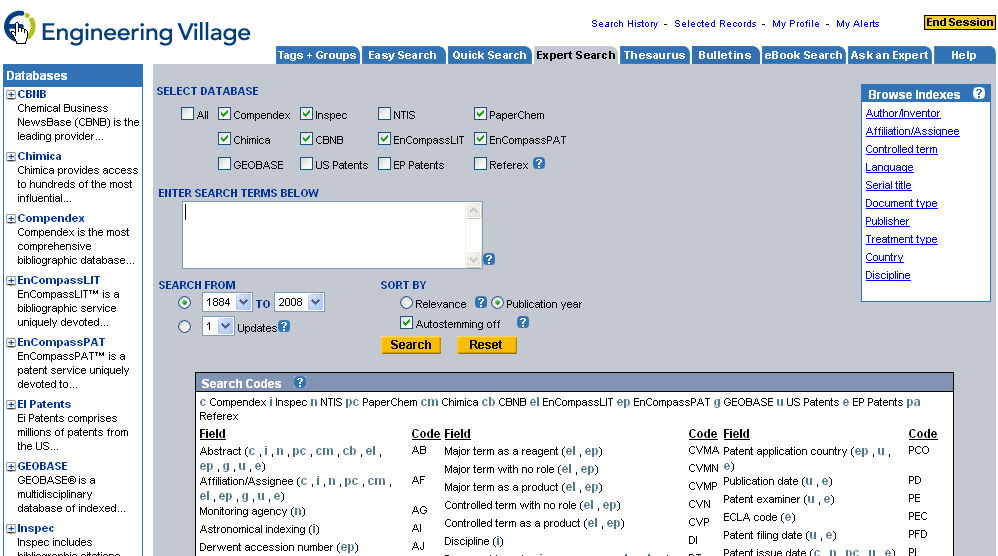 Engineering Village
Search History - Selected Records - My Profile - My Alerts
End Session
Tags + Groups Easy Search Quick Search Expert Search Thesaurus Bulletins eBook Search Ask an Expert Help
Databases
CBNB
Chemical Business
NewsBase (CBNB) is the
leading provider...
Chimica
Chimica provides access
to hundreds of the most
influential...
Compendex
Compendex is the most
comprehensive
bibliographic database...
EnCompassLIT
EnCompassLIT™ is a
bibliographic service
uniquely devoted...
EnCompassPAT
EnCompassPAT™ is a
patent service uniquely
devoted to...
EI Patents
Ei Patents comprises
millions of patents from
the US...
GEOBASE
GEOBASE® is a
multidisciplinary
database of indexed...
Inspec
Inspec includes
bibliographic citations
SELECT DATABASE
All Compendex Inspec NTIS PaperChem
Chimica CBNB EnCompassLIT EnCompassPAT
GEOBASE US Patents EP Patents Referex ?
ENTER SEARCH TERMS BELOW
?
SEARCH FROM
1884 TO 2008
1 Updates ?
SORT BY
Relevance ? Publication year
Autostemming off ?
Search Reset
Browse Indexes ?
Author/Inventor
Affiliation/Assignee
Controlled term
Language
Serial title
Document type
Publisher
Treatment type
Country
Discipline
Search Codes ?
c Compendex i Inspec n NTIS pc PaperChem cm Chimica cb CBNB el EnCompassLIT ep EnCompassPAT g GEOBASE u US Patents e EP Patents pa
Referex
Field Code
Abstract (c , i , n , pc , cm , cb , el , AB
ep , g , u , e)
Affiliation/Assignee (c , i , n , pc , cm , AF
el , ep , g , u , e)
Monitoring agency (n) AG
Astronomical indexing (i) AI
Derwent accession number (ep) AJ
Field Code
Major term as a reagent (el , ep) CVMA
Major term with no role (el , ep) CVMN
Major term as a product (el , ep) CVMP
Controlled term with no role (el , ep) CVN
Controlled term as a product (el , ep) CVP
Discipline (i) DI
Field Code
Patent application country (ep , u , PCO
e)
Publication date (u , e) PD
Patent examiner (u , e) PE
ECLA code (e) PEC
Patent filing date (u , e) PFD
Patent issue date (c , n , pc , u , e) PI